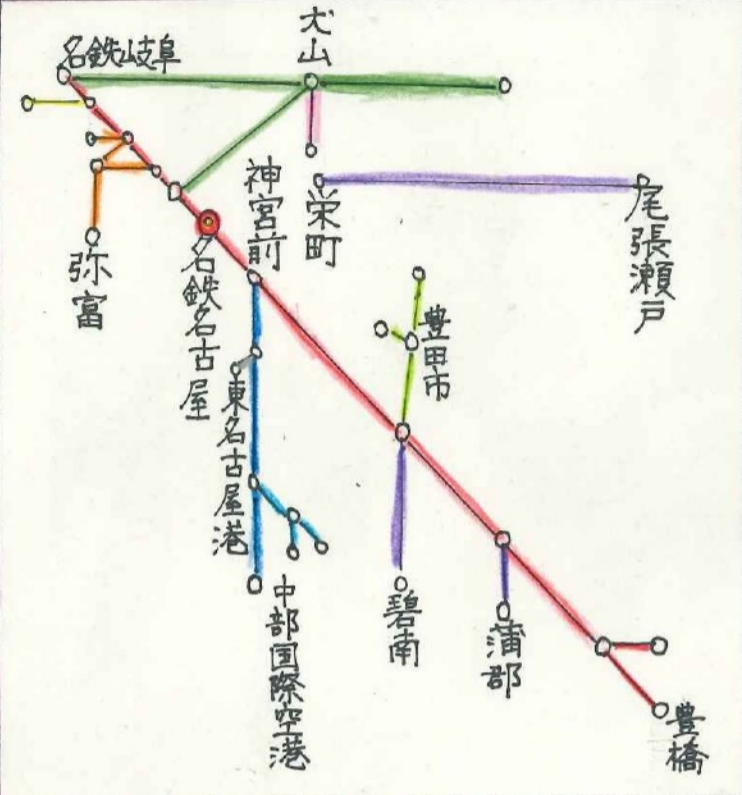 名鉄岐阜
犬山
神宮前
栄町
尾張瀬戸
弥富
名鉄名古屋
豊田市
東名古屋港
中部国際空港
碧南
蒲郡
豊橋